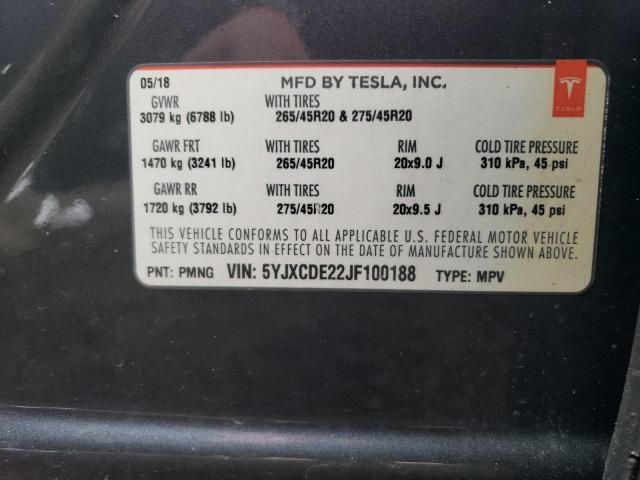 05/18 MFD BY TESLA, INC.
GVWR WITH TIRES
3079 kg (6788 lb) 265/45R20 & 275/45R20
GAWR FRT WITH TIRES RIM COLD TIRE PRESSURE
1470 kg (3241 lb) 265/45R20 20x9.0 J 310 kPa, 45 psi
GAWR RR WITH TIRES RIM COLD TIRE PRESSURE
1720 kg (3792 lb) 275/45R20 20x9.5 J 310 kPa, 45 psi
THIS VEHICLE CONFORMS TO ALL APPLICABLE U.S. FEDERAL MOTOR VEHICLE
SAFETY STANDARDS IN EFFECT ON THE DATE OF MANUFACTURE SHOWN ABOVE.
PNT: PMNG VIN: 5YJXCDE22JF100188 TYPE: MPV
TESLA